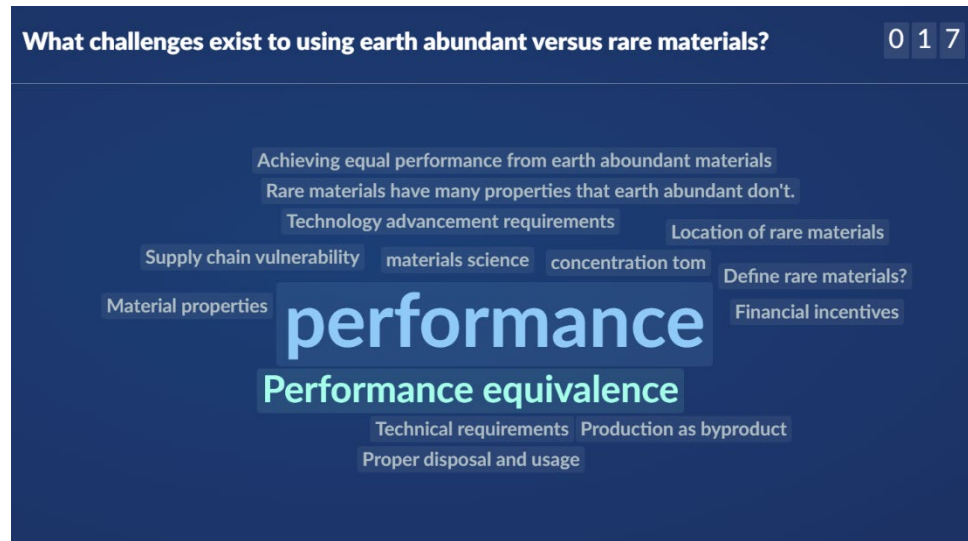 What challenges exist to using earth abundant versus rare materials?
0 1 7
Achieving equal performance from earth aboundant materials
Rare materials have many properties that earth abundant don't.
Technology advancement requirements
Location of rare materials
Supply chain vulnerability
materials science
concentration tom
Define rare materials?
Material properties
performance
Financial incentives
Performance equivalence
Technical requirements
Production as byproduct
Proper disposal and usage